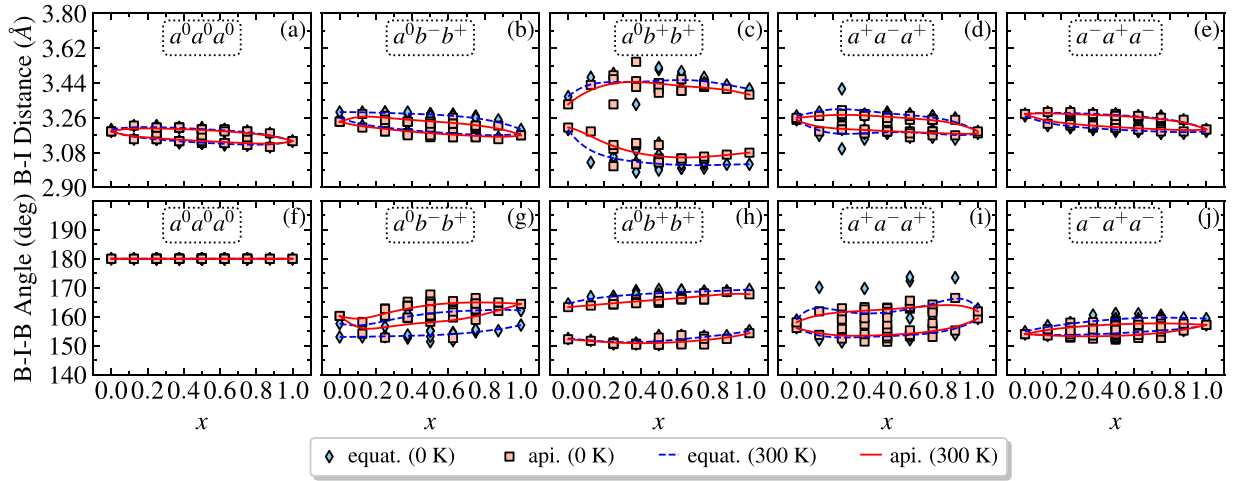 B-I Distance (Å)
3.80
3.62
3.44
3.26
3.08
2.90
a⁰a⁰a⁰ (a)
a⁰b⁻b⁺ (b)
a⁰b⁺b⁺ (c)
a⁺a⁻a⁺ (d)
a⁻a⁺a⁻ (e)
B-I-B Angle (deg)
190
180
170
160
150
140
a⁰a⁰a⁰ (f)
a⁰b⁻b⁺ (g)
a⁰b⁺b⁺ (h)
a⁺a⁻a⁺ (i)
a⁻a⁺a⁻ (j)
0.0 0.2 0.4 0.6 0.8 1.0 0.0 0.2 0.4 0.6 0.8 1.0 0.0 0.2 0.4 0.6 0.8 1.0 0.0 0.2 0.4 0.6 0.8 1.0 0.0 0.2 0.4 0.6 0.8 1.0
x x x x x
equat. (0 K) api. (0 K) equat. (300 K) api. (300 K)